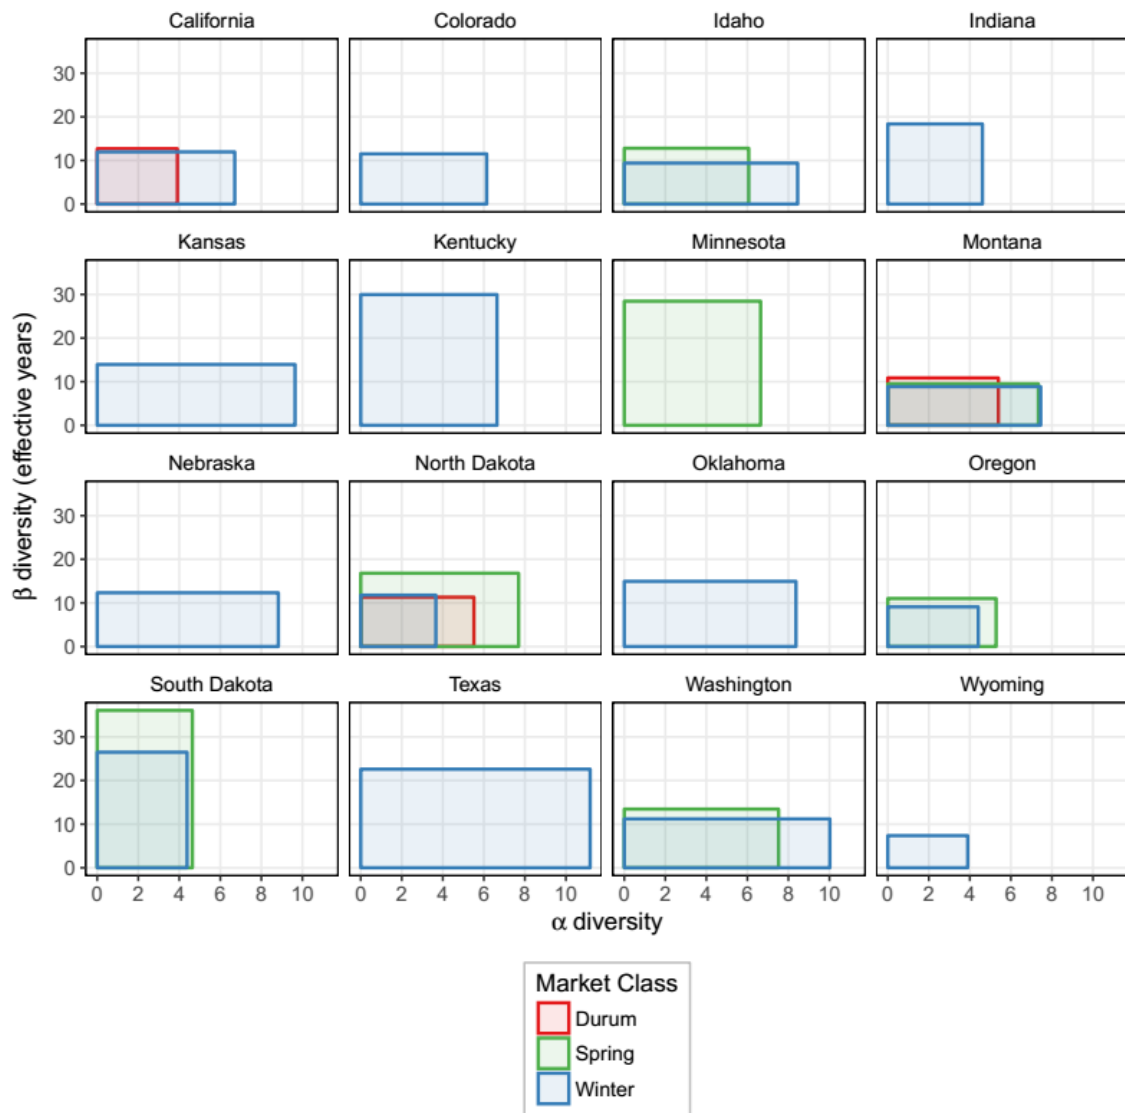 California Colorado Idaho Indiana
30
20
10
0
Kansas Kentucky Minnesota Montana
30
20
10
0
Nebraska North Dakota Oklahoma Oregon
30
20
10
0
South Dakota Texas Washington Wyoming
30
20
10
0
0 2 4 6 8 10 0 2 4 6 8 10 0 2 4 6 8 10 0 2 4 6 8 10
β diversity (effective years)
α diversity
Market Class
Durum
Spring
Winter